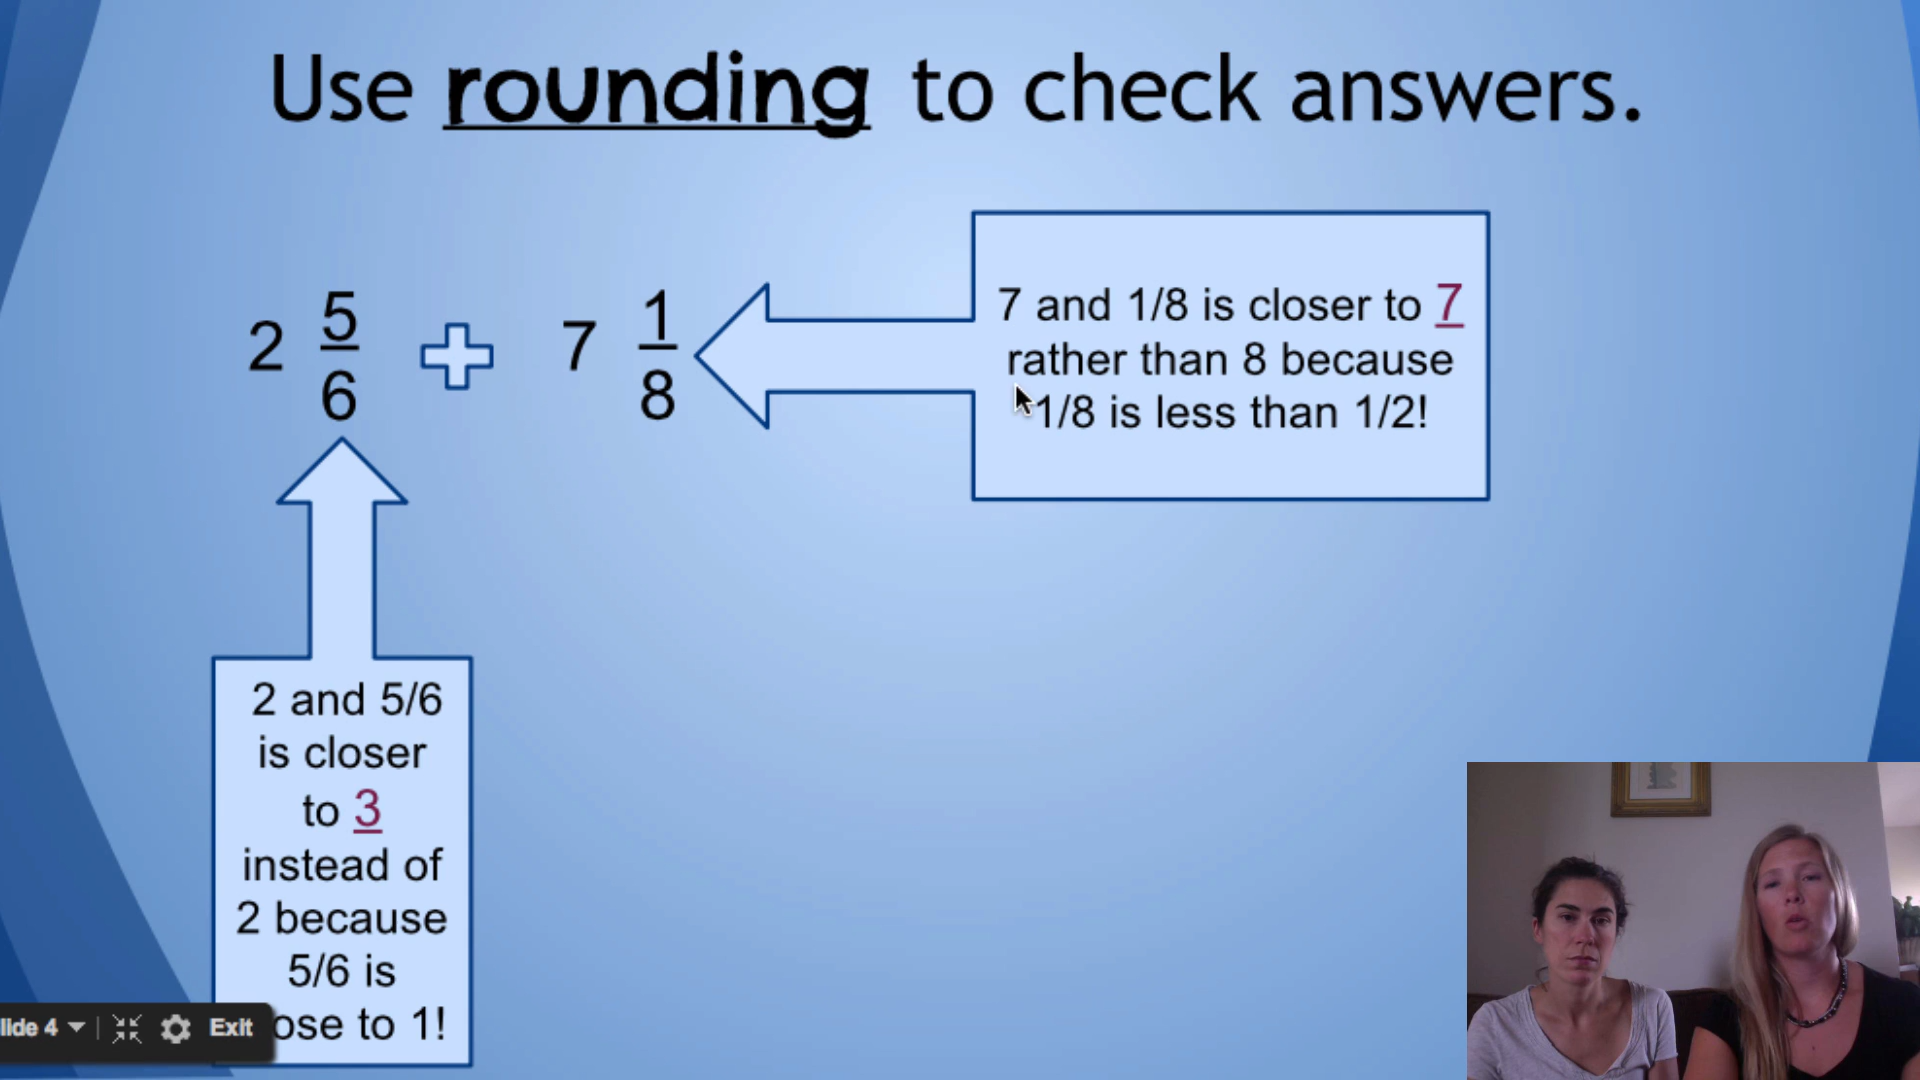 Use rounding to check answers.
2 5/6 + 7 1/8
7 and 1/8 is closer to 7
rather than 8 because
1/8 is less than 1/2!
2 and 5/6
is closer
to 3
instead of
2 because
5/6 is
ose to 1!
lide 4 Exit